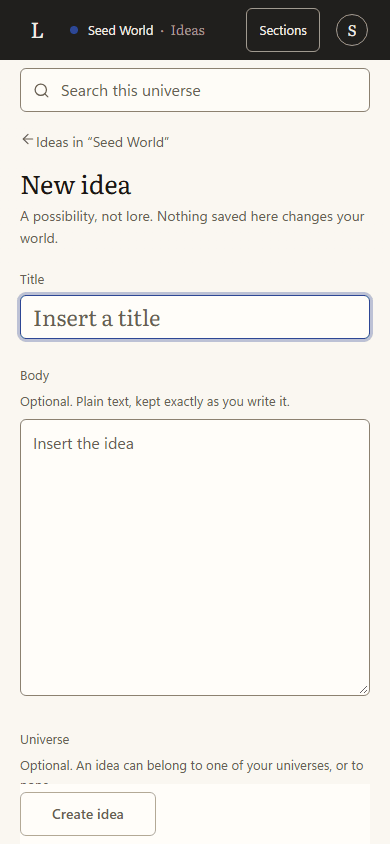 L
Seed World · Ideas
Sections
S
Search this universe
Ideas in “Seed World”
New idea
A possibility, not lore. Nothing saved here changes your
world.
Title
Insert a title
Body
Optional. Plain text, kept exactly as you write it.
Insert the idea
Universe
Optional. An idea can belong to one of your universes, or to
Create idea